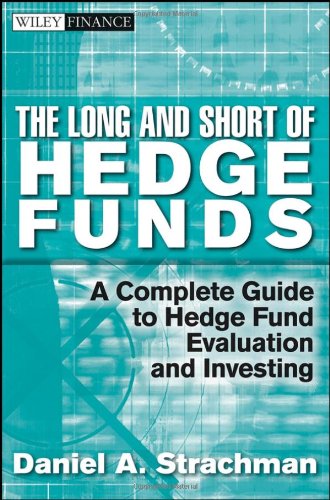 WILEY FINANCE
THE LONG AND SHORT OF
HEDGE
FUNDS
A Complete Guide
to Hedge Fund
Evaluation
and Investing
Daniel A. Strachman